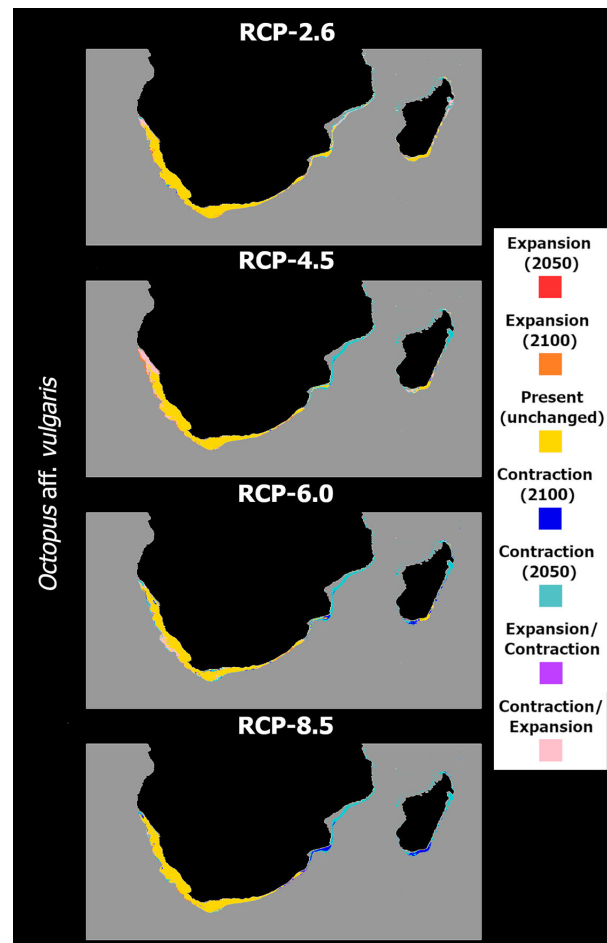 RCP-2.6
RCP-4.5
RCP-6.0
RCP-8.5
Octopus aff. vulgaris
Expansion
(2050)
Expansion
(2100)
Present
(unchanged)
Contraction
(2100)
Contraction
(2050)
Expansion/
Contraction
Contraction/
Expansion